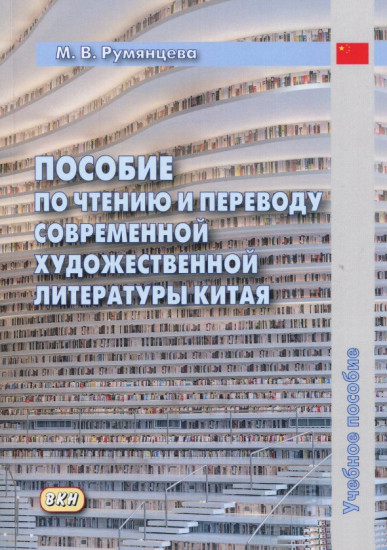 М. В. Румянцева
ПОСОБИЕ
ПО ЧТЕНИЮ И ПЕРЕВОДУ
СОВРЕМЕННОЙ
ХУДОЖЕСТВЕННОЙ
ЛИТЕРАТУРЫ КИТАЯ
Учебное пособие
ВКН